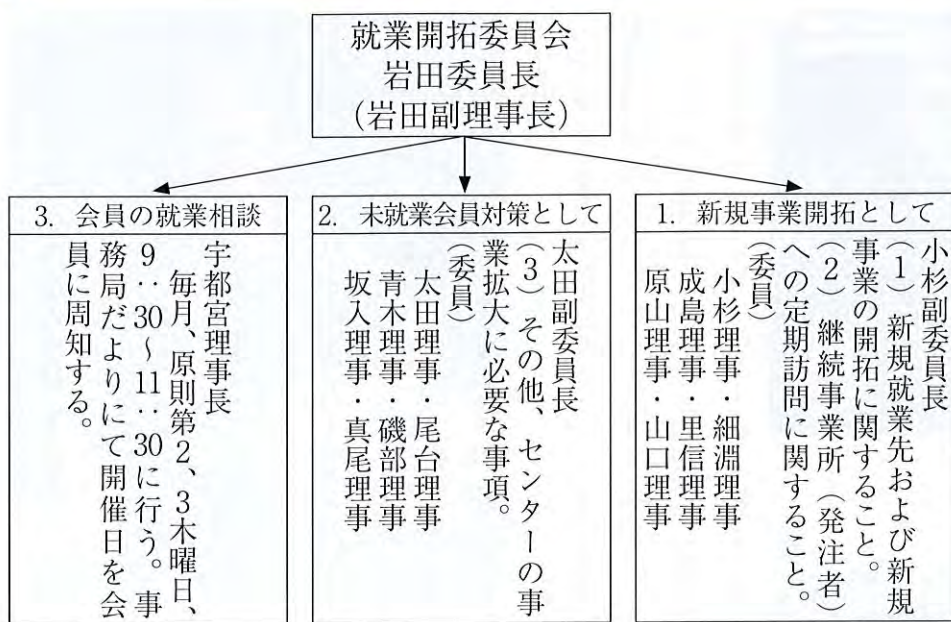 就業開拓委員会
岩田委員長
(岩田副理事長)
1. 新規事業開拓として
小杉副委員長
(1) 新規就業先および新規
事業の開拓に関すること。
(2) 継続事業所(発注者)
への定期訪問に関すること。
(委員)
小杉理事・細淵理事
成島理事・里信理事
原山理事・山口理事
2. 未就業会員対策として
太田副委員長
(3) その他、センターの事
業拡大に必要な事項。
(委員)
太田理事・尾台理事
青木理事・磯部理事
坂入理事・真尾理事
3. 会員の就業相談
宇都宮理事長
毎月、原則第2、3木曜日、
9:30~11:30に行う。事
務局だよりにて開催日を会
員に周知する。